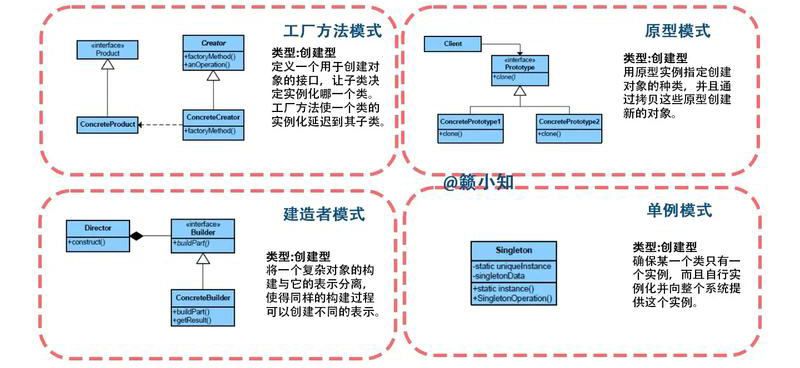 工厂方法模式
«interface»
Product
Creator
+factoryMethod()
+anOperation()
ConcreteProduct
ConcreteCreator
+factoryMethod()
类型:创建型
定义一个用于创建对
象的接口，让子类决
定实例化哪一个类。
工厂方法使一个类的
实例化延迟到其子类。
原型模式
Client
«interface»
Prototype
+clone()
ConcretePrototype1
+clone()
ConcretePrototype2
+clone()
类型:创建型
用原型实例指定创建
对象的种类，并且通
过拷贝这些原型创建
新的对象。
@籁小知
建造者模式
Director
+construct()
«interface»
Builder
+buildPart()
ConcreteBuilder
+buildPart()
+getResult()
类型:创建型
将一个复杂对象的构
建与它的表示分离，
使得同样的构建过程
可以创建不同的表示。
单例模式
Singleton
-static uniqueInstance
-singletonData
+static instance()
+SingletonOperation()
类型:创建型
确保某一个类只有一
个实例，而且自行实
例化并向整个系统提
供这个实例。